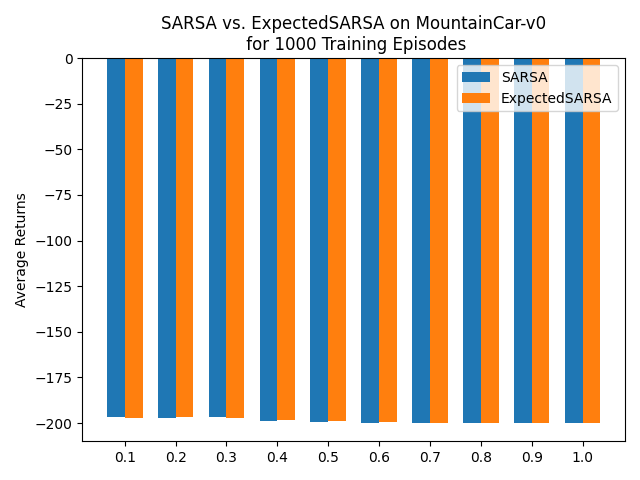 SARSA vs. ExpectedSARSA on MountainCar-v0
for 1000 Training Episodes
SARSA
ExpectedSARSA
Average Returns
0
−25
−50
−75
−100
−125
−150
−175
−200
0.1 0.2 0.3 0.4 0.5 0.6 0.7 0.8 0.9 1.0